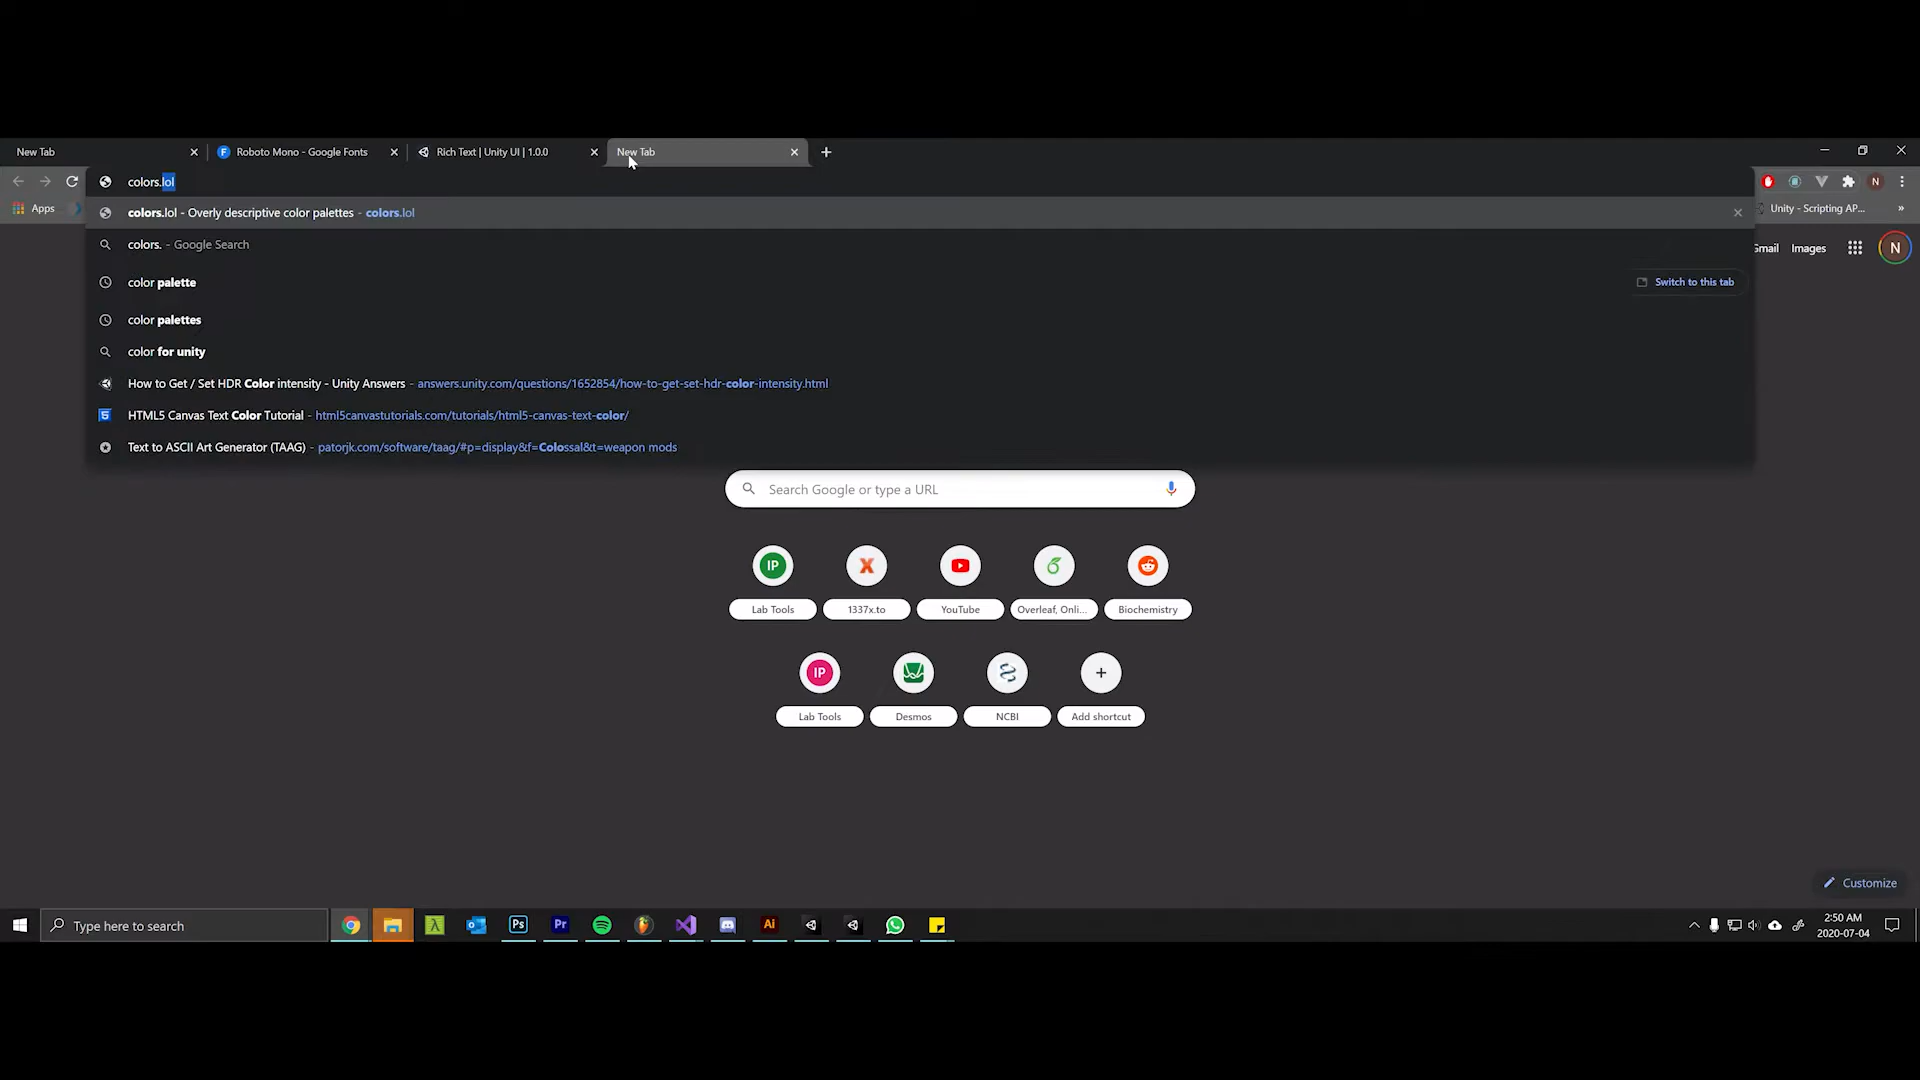 New Tab
Roboto Mono - Google Fonts
Rich Text | Unity UI | 1.0.0
New Tab
colors.lol
Apps
Unity - Scripting AP...
»
colors.lol - Overly descriptive color palettes - colors.lol
colors. - Google Search
Gmail
Images
N
color palette
Switch to this tab
color palettes
color for unity
How to Get / Set HDR Color intensity - Unity Answers - answers.unity.com/questions/1652854/how-to-get-set-hdr-color-intensity.html
HTML5 Canvas Text Color Tutorial - html5canvastutorials.com/tutorials/html5-canvas-text-color/
Text to ASCII Art Generator (TAAG) - patorjk.com/software/taag/#p=display&f=Colossal&t=weapon mods
Search Google or type a URL
IP
X
Lab Tools
1337x.to
YouTube
Overleaf, Onli...
Biochemistry
IP
Lab Tools
Desmos
NCBI
Add shortcut
Customize
Type here to search
Ps
Pr
Ai
2:50 AM
2020-07-04